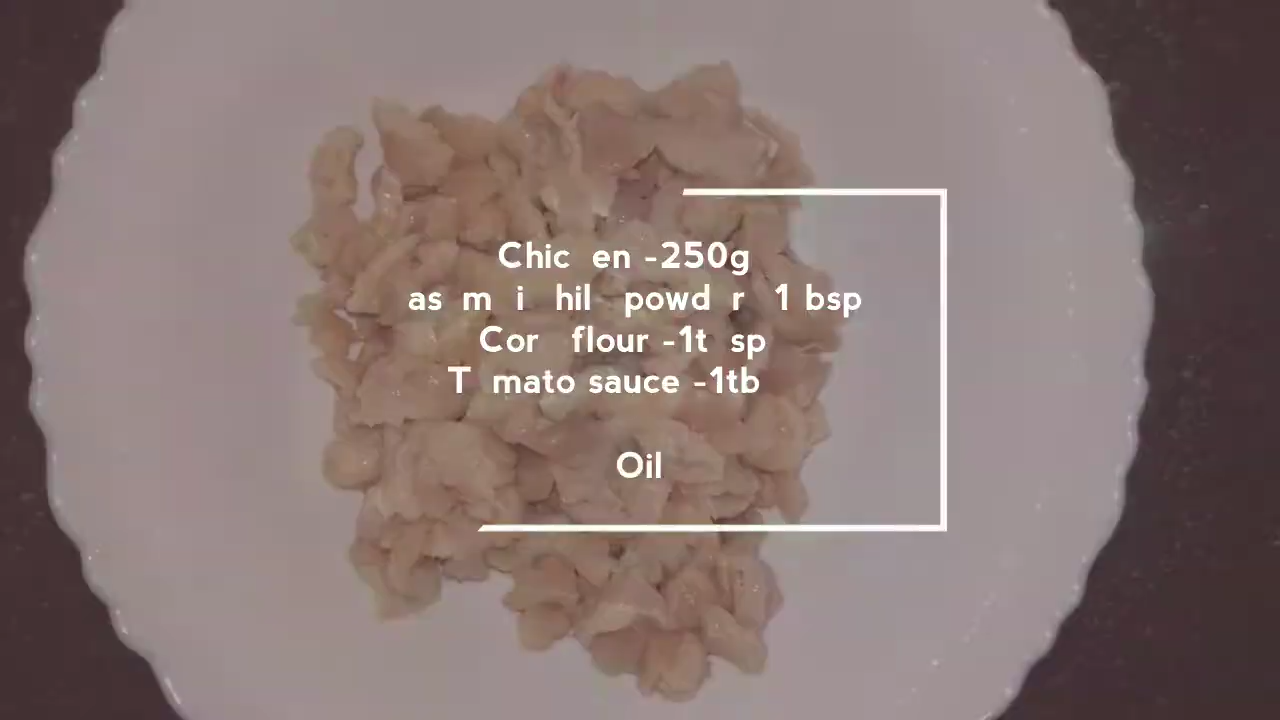 Chic en -250g
as m i hil powd r 1 bsp
Cor flour -1t sp
T mato sauce -1tb
Oil